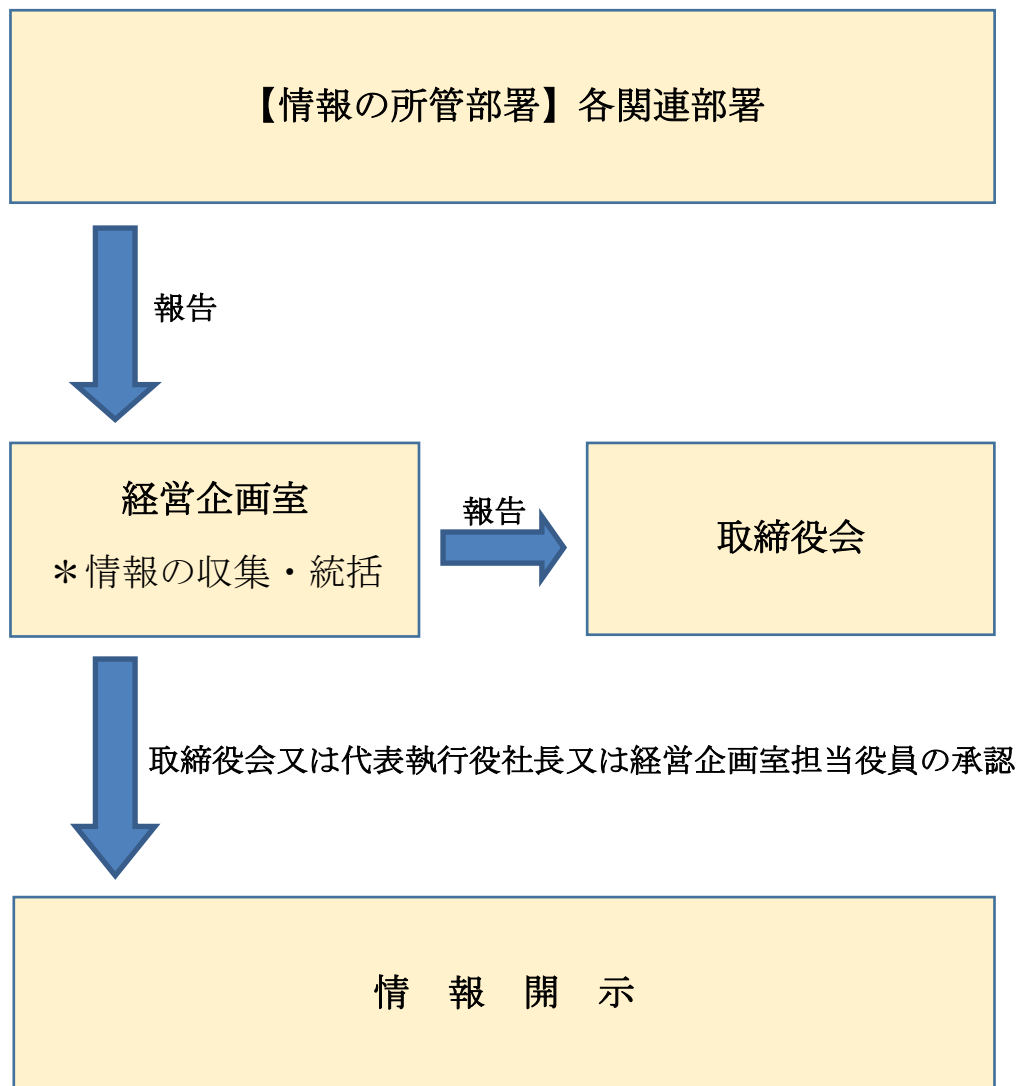 【情報の所管部署】各関連部署
報告
経営企画室
＊情報の収集・統括
報告
取締役会
取締役会又は代表執行役社長又は経営企画室担当役員の承認
情　報　開　示